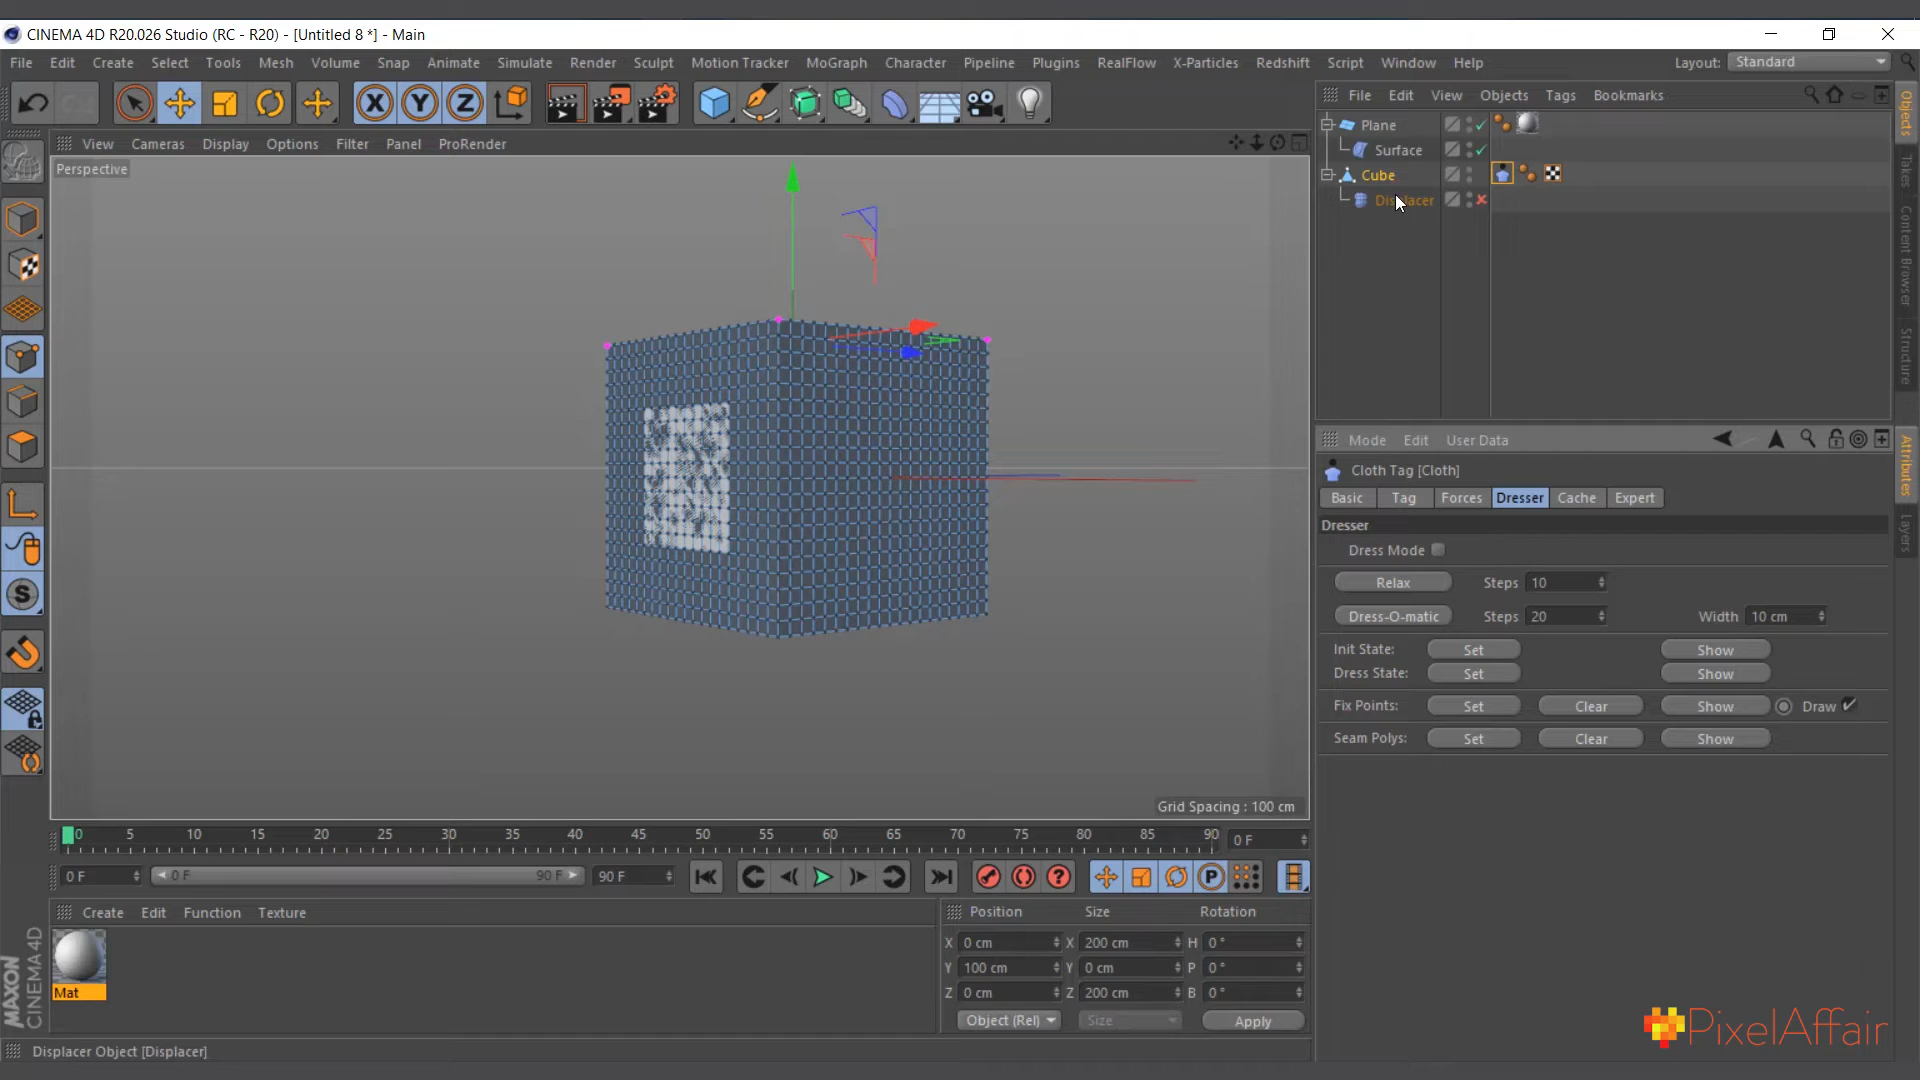 CINEMA 4D R20.026 Studio (RC - R20) - [Untitled 8 *] - Main
File Edit Create Select Tools Mesh Volume Snap Animate Simulate Render Sculpt Motion Tracker MoGraph Character Pipeline Plugins RealFlow X-Particles Redshift Script Window Help Layout: Standard
File Edit View Objects Tags Bookmarks
Plane
Surface
Cube
Displacer
Objects
Takes
Content Browser
Structure
View Cameras Display Options Filter Panel ProRender
Perspective
Grid Spacing : 100 cm
Mode Edit User Data
Cloth Tag [Cloth]
Basic Tag Forces Dresser Cache Expert
Dresser
Dress Mode
Relax Steps 10
Dress-O-matic Steps 20 Width 10 cm
Init State: Set Show
Dress State: Set Show
Fix Points: Set Clear Show Draw
Seam Polys: Set Clear Show
Attributes
Layers
0 5 10 15 20 25 30 35 40 45 50 55 60 65 70 75 80 85 90 0 F
0 F 0 F 90 F 90 F
Create Edit Function Texture
Mat
MAXON
CINEMA 4D
Position Size Rotation
X 0 cm X 200 cm H 0 °
Y 100 cm Y 0 cm P 0 °
Z 0 cm Z 200 cm B 0 °
Object (Rel) Size Apply
Displacer Object [Displacer]
PixelAffair